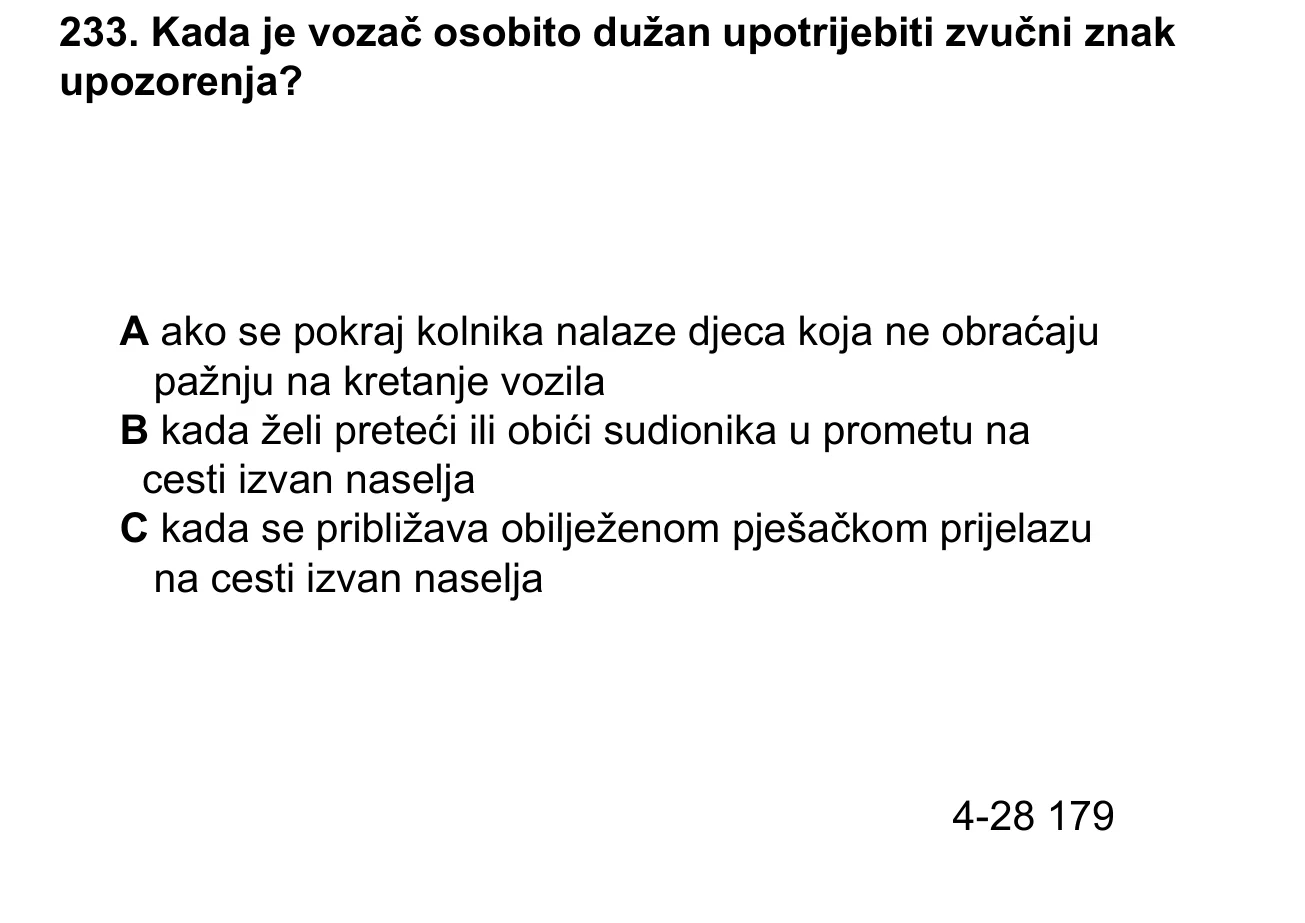 233. Kada je vozač osobito dužan upotrijebiti zvučni znak
upozorenja?
A ako se pokraj kolnika nalaze djeca koja ne obraćaju
pažnju na kretanje vozila
B kada želi preteći ili obići sudionika u prometu na
cesti izvan naselja
C kada se približava obilježenom pješačkom prijelazu
na cesti izvan naselja
4-28 179